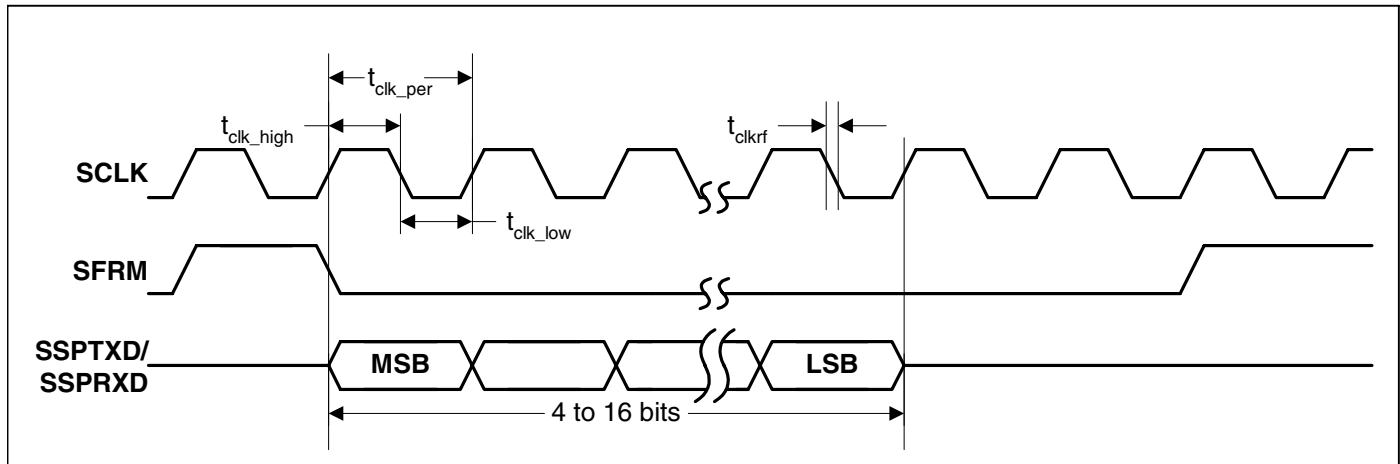 t_clk_per
t_clk_high
t_clkrf
SCLK
t_clk_low
SFRM
SSPTXD/
SSPRXD
MSB
LSB
4 to 16 bits